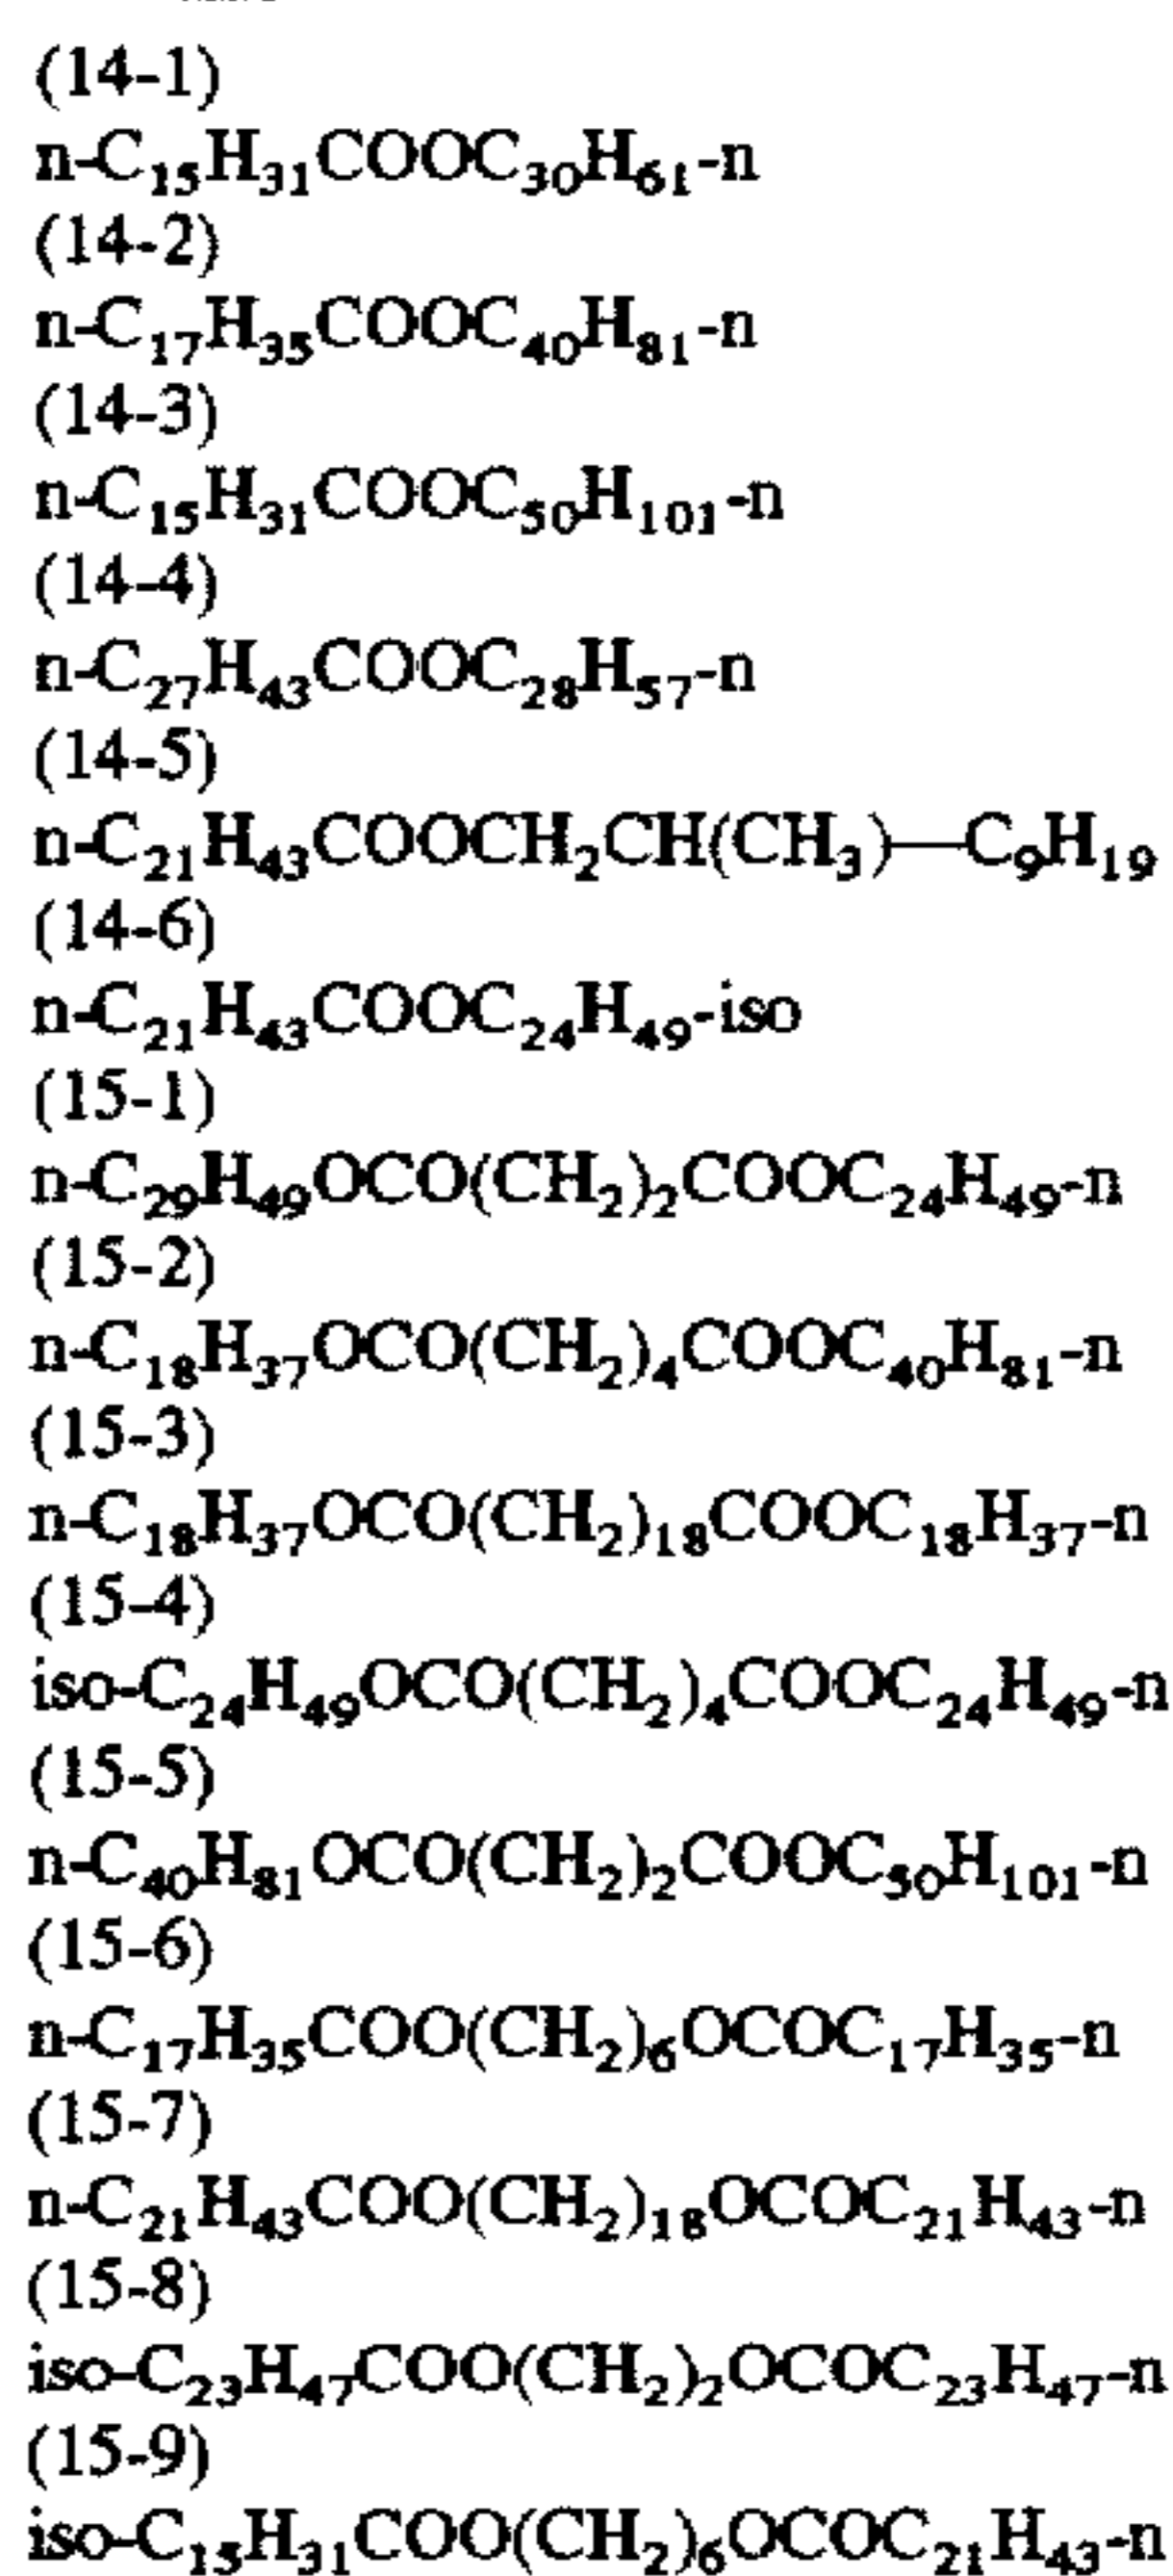 (14-1)
n-C₁₅H₃₁COOC₃₀H₆₁-n
(14-2)
n-C₁₇H₃₅COOC₄₀H₈₁-n
(14-3)
n-C₁₅H₃₁COOC₅₀H₁₀₁-n
(14-4)
n-C₂₇H₄₃COOC₂₈H₅₇-n
(14-5)
n-C₂₁H₄₃COOCH₂CH(CH₃)—C₉H₁₉
(14-6)
n-C₂₁H₄₃COOC₂₄H₄₉-iso
(15-1)
n-C₂₉H₄₉OCO(CH₂)₂COOC₂₄H₄₉-n
(15-2)
n-C₁₈H₃₇OCO(CH₂)₄COOC₄₀H₈₁-n
(15-3)
n-C₁₈H₃₇OCO(CH₂)₁₈COOC₁₈H₃₇-n
(15-4)
iso-C₂₄H₄₉OCO(CH₂)₄COOC₂₄H₄₉-n
(15-5)
n-C₄₀H₈₁OCO(CH₂)₂COOC₅₀H₁₀₁-n
(15-6)
n-C₁₇H₃₅COO(CH₂)₆OCOC₁₇H₃₅-n
(15-7)
n-C₂₁H₄₃COO(CH₂)₁₈OCOC₂₁H₄₃-n
(15-8)
iso-C₂₃H₄₇COO(CH₂)₂OCOC₂₃H₄₇-n
(15-9)
iso-C₁₅H₃₁COO(CH₂)₆OCOC₂₁H₄₃-n